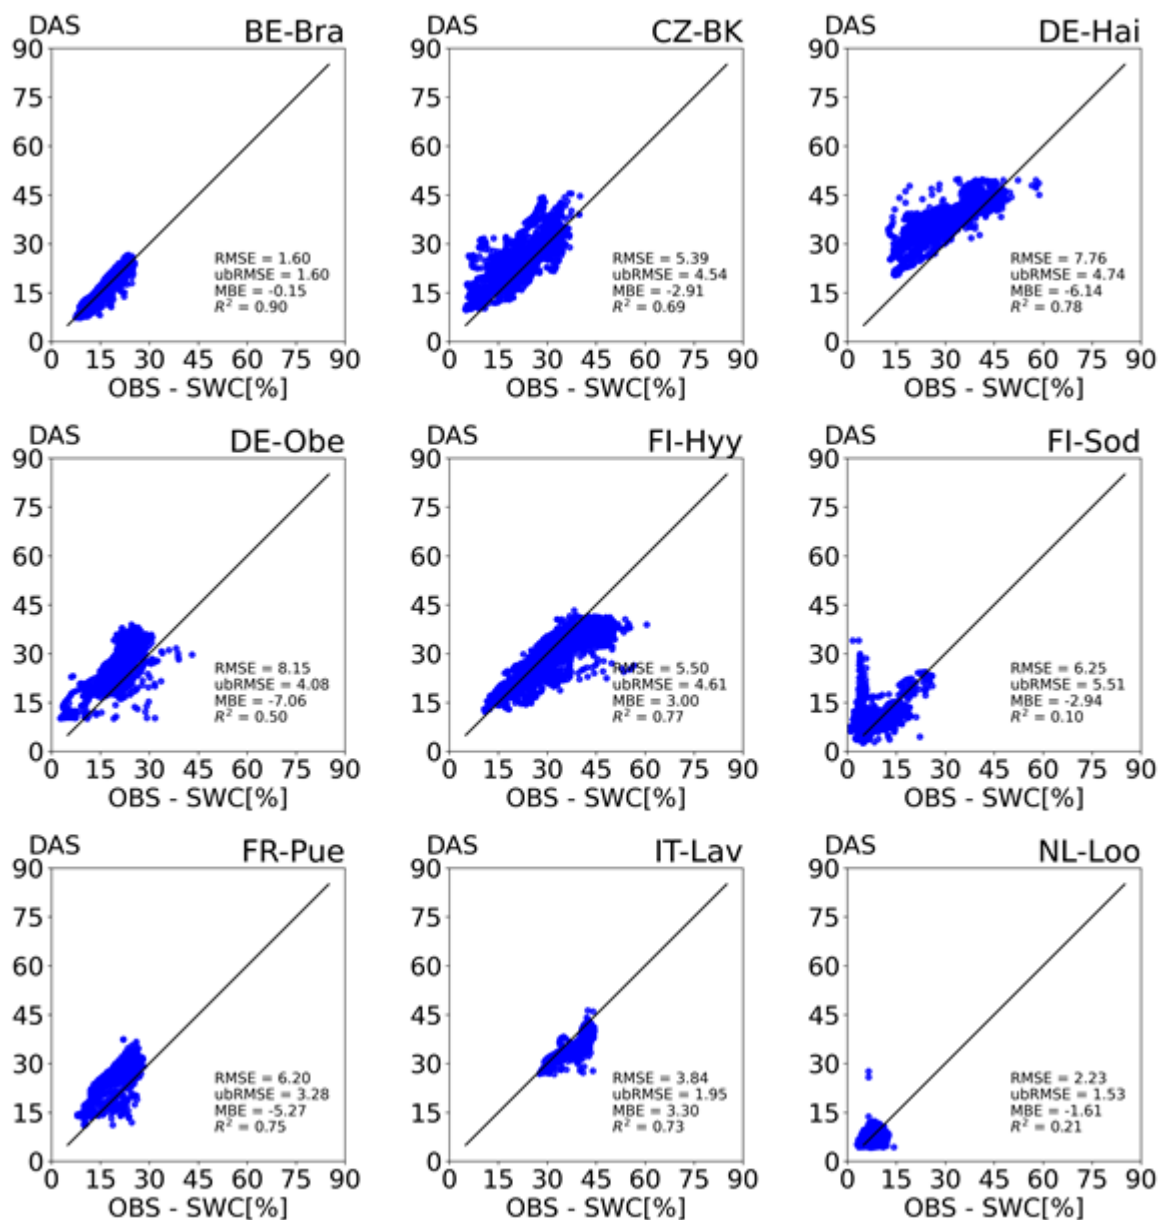 DAS BE-Bra
90
75
60
45
30
15
0
RMSE = 1.60
ubRMSE = 1.60
MBE = -0.15
R² = 0.90
0 15 30 45 60 75 90
OBS - SWC[%]
DAS CZ-BK
90
75
60
45
30
15
0
RMSE = 5.39
ubRMSE = 4.54
MBE = -2.91
R² = 0.69
0 15 30 45 60 75 90
OBS - SWC[%]
DAS DE-Hai
90
75
60
45
30
15
0
RMSE = 7.76
ubRMSE = 4.74
MBE = -6.14
R² = 0.78
0 15 30 45 60 75 90
OBS - SWC[%]
DAS DE-Obe
90
75
60
45
30
15
0
RMSE = 8.15
ubRMSE = 4.08
MBE = -7.06
R² = 0.50
0 15 30 45 60 75 90
OBS - SWC[%]
DAS FI-Hyy
90
75
60
45
30
15
0
RMSE = 5.50
ubRMSE = 4.61
MBE = 3.00
R² = 0.77
0 15 30 45 60 75 90
OBS - SWC[%]
DAS FI-Sod
90
75
60
45
30
15
0
RMSE = 6.25
ubRMSE = 5.51
MBE = -2.94
R² = 0.10
0 15 30 45 60 75 90
OBS - SWC[%]
DAS FR-Pue
90
75
60
45
30
15
0
RMSE = 6.20
ubRMSE = 3.28
MBE = -5.27
R² = 0.75
0 15 30 45 60 75 90
OBS - SWC[%]
DAS IT-Lav
90
75
60
45
30
15
0
RMSE = 3.84
ubRMSE = 1.95
MBE = 3.30
R² = 0.73
0 15 30 45 60 75 90
OBS - SWC[%]
DAS NL-Loo
90
75
60
45
30
15
0
RMSE = 2.23
ubRMSE = 1.53
MBE = -1.61
R² = 0.21
0 15 30 45 60 75 90
OBS - SWC[%]